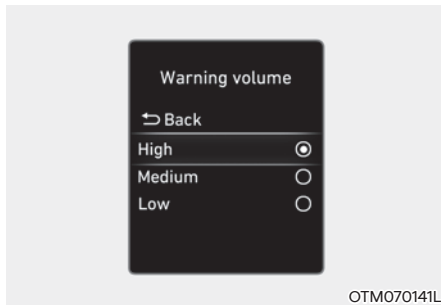 Warning volume
Back
High
Medium
Low
OTM070141L